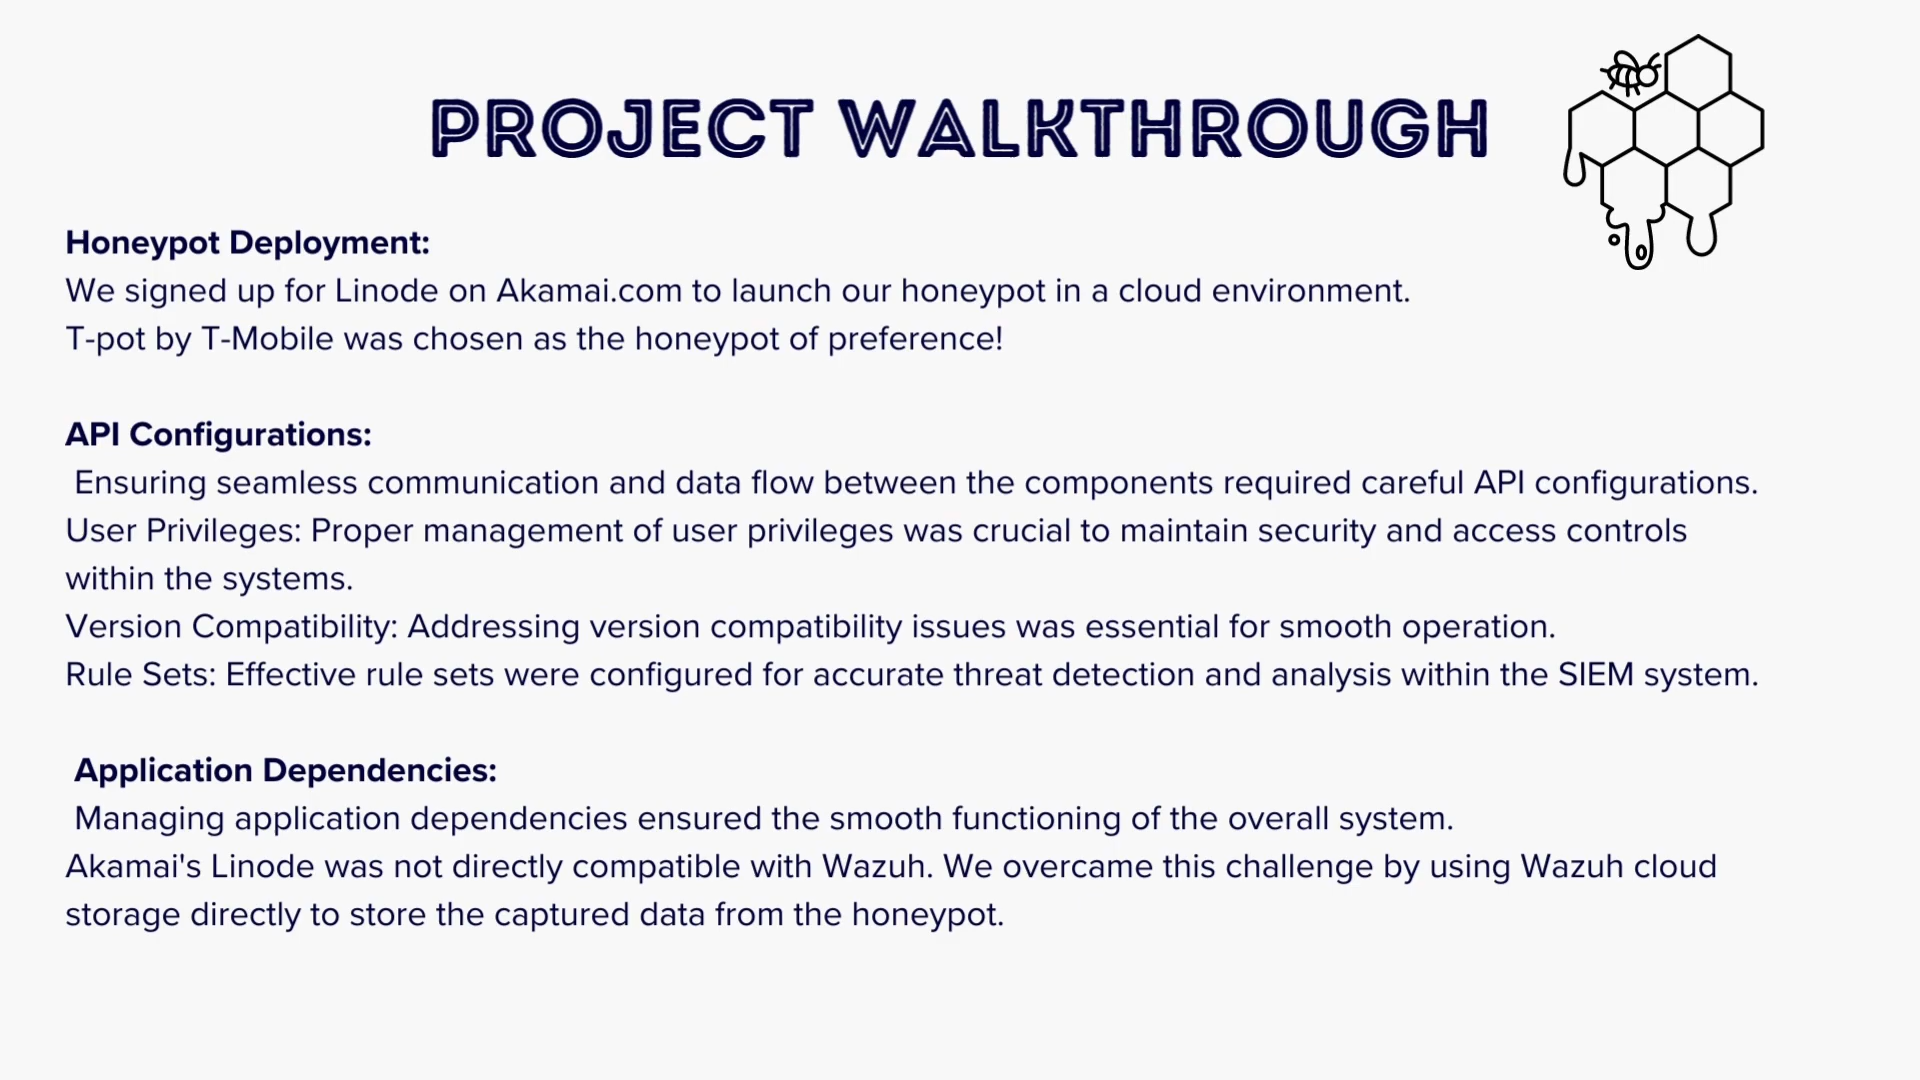 PROJECT WALKTHROUGH
Honeypot Deployment:
We signed up for Linode on Akamai.com to launch our honeypot in a cloud environment.
T-pot by T-Mobile was chosen as the honeypot of preference!
API Configurations:
Ensuring seamless communication and data flow between the components required careful API configurations.
User Privileges: Proper management of user privileges was crucial to maintain security and access controls
within the systems.
Version Compatibility: Addressing version compatibility issues was essential for smooth operation.
Rule Sets: Effective rule sets were configured for accurate threat detection and analysis within the SIEM system.
Application Dependencies:
Managing application dependencies ensured the smooth functioning of the overall system.
Akamai's Linode was not directly compatible with Wazuh. We overcame this challenge by using Wazuh cloud
storage directly to store the captured data from the honeypot.